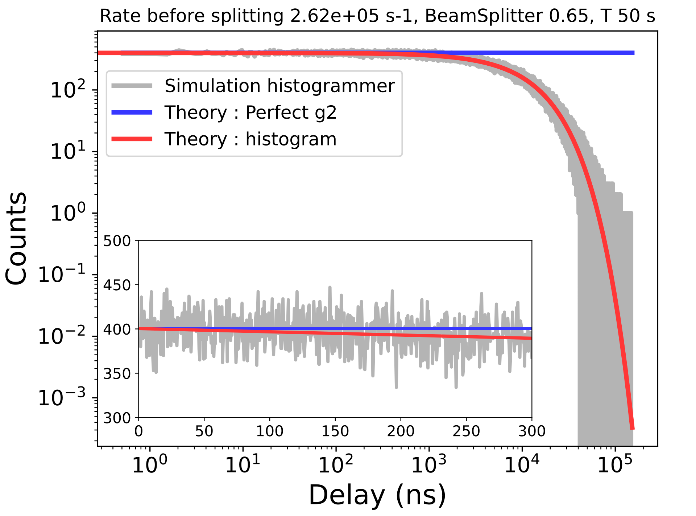 Rate before splitting 2.62e+05 s-1, BeamSplitter 0.65, T 50 s
Simulation histogrammer
Theory : Perfect g2
Theory : histogram
Counts
10²
10¹
10⁰
10⁻¹
10⁻²
10⁻³
500
450
400
350
300
0 50 100 150 200 250 300
10⁰ 10¹ 10² 10³ 10⁴ 10⁵
Delay (ns)